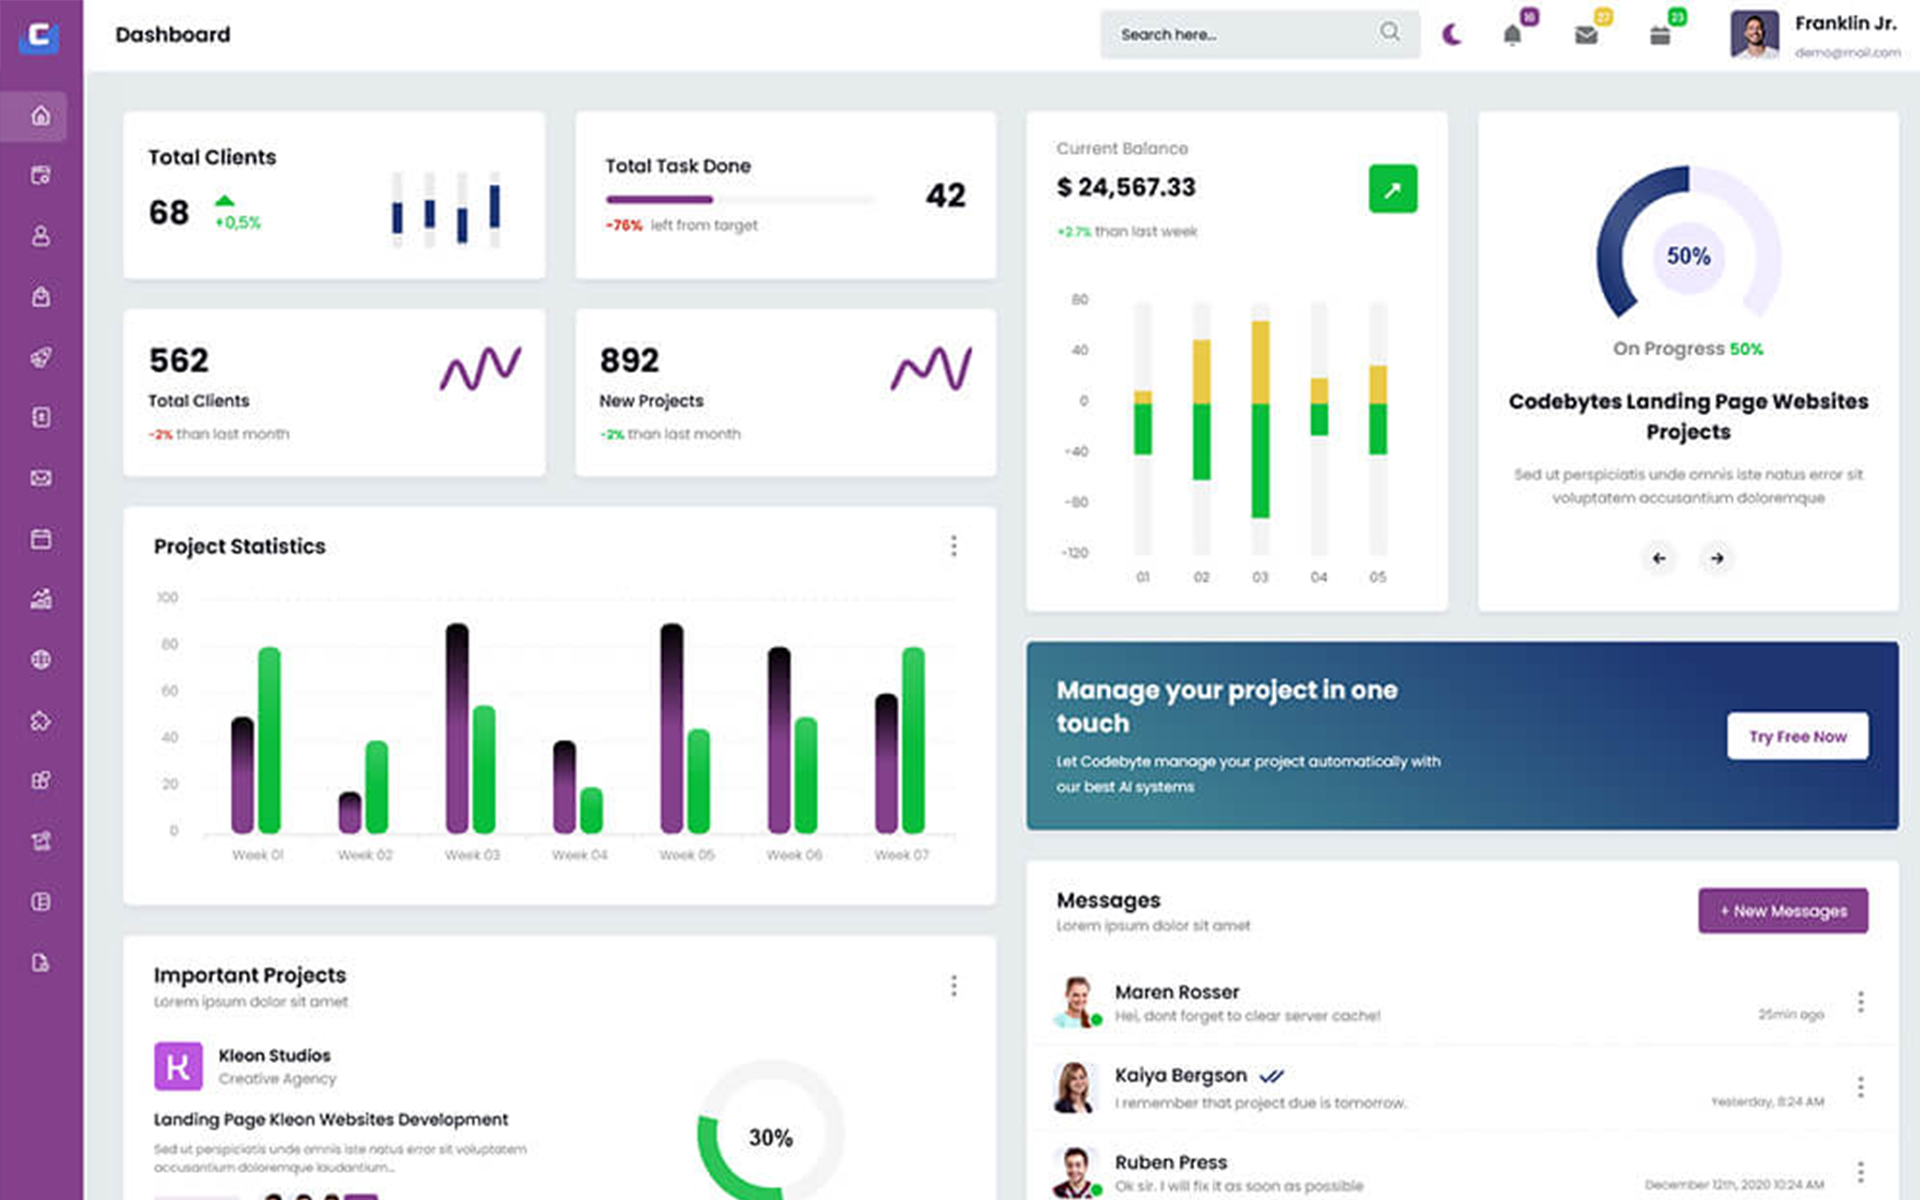 Dashboard
Search here...
10
27
23
Franklin Jr.
demo@mail.com
Total Clients
68
+0,5%
Total Task Done
-76% left from target
42
562
Total Clients
-2% than last month
892
New Projects
-2% than last month
Current Balance
$ 24,567.33
+2.7% than last week
80
40
0
-40
-80
-120
01 02 03 04 05
50%
On Progress 50%
Codebytes Landing Page Websites
Projects
Sed ut perspiciatis unde omnis iste natus error sit
voluptatem accusantium doloremque
Project Statistics
100
80
60
40
20
0
Week 01 Week 02 Week 03 Week 04 Week 05 Week 06 Week 07
Manage your project in one
touch
Let Codebyte manage your project automatically with
our best AI systems
Try Free Now
Important Projects
Lorem ipsum dolor sit amet
K
Kleon Studios
Creative Agency
Landing Page Kleon Websites Development
Sed ut perspiciatis unde omnis iste natus error sit voluptatem
accusantium doloremque laudantium...
30%
Messages
Lorem ipsum dolor sit amet
+ New Messages
Maren Rosser
Hei, dont forget to clear server cache!
25min ago
Kaiya Bergson
I remember that project due is tomorrow.
Yesterday, 8:24 AM
Ruben Press
Ok sir. I will fix it as soon as possible
December 12th, 2020 10:24 AM